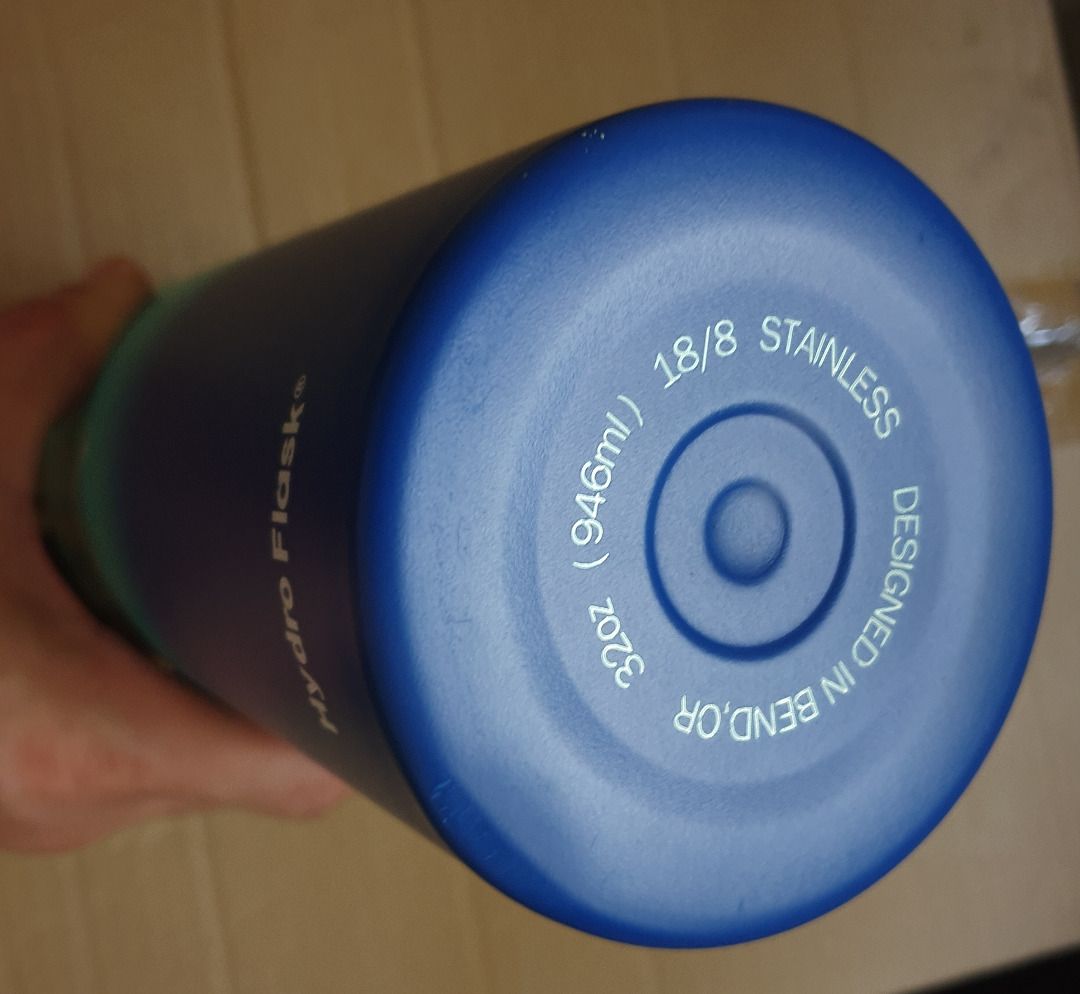 Hydro Flask®
32oz (946ml) 18/8 STAINLESS DESIGNED IN BEND,OR